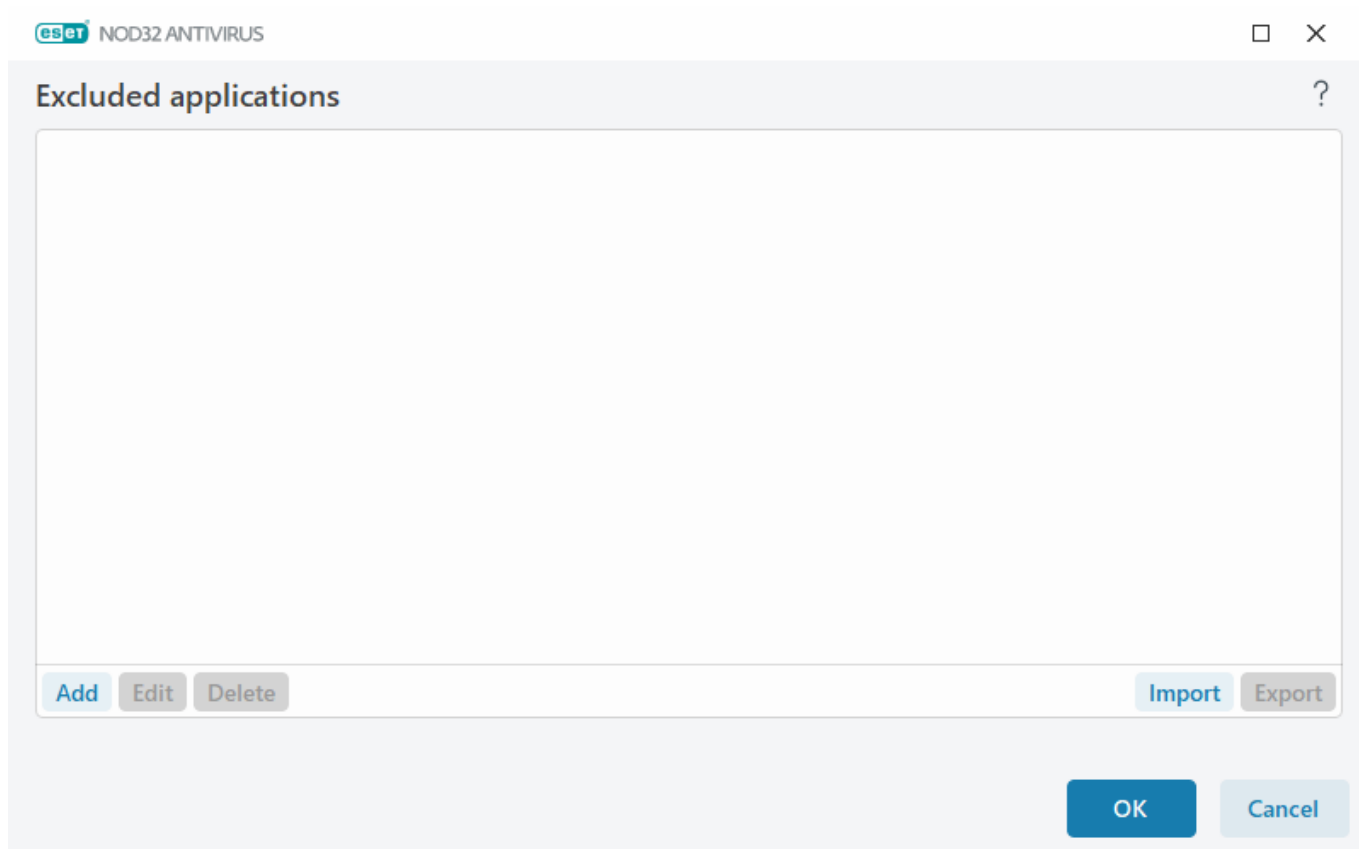 eset NOD32 ANTIVIRUS
Excluded applications ?
Add Edit Delete Import Export
OK Cancel